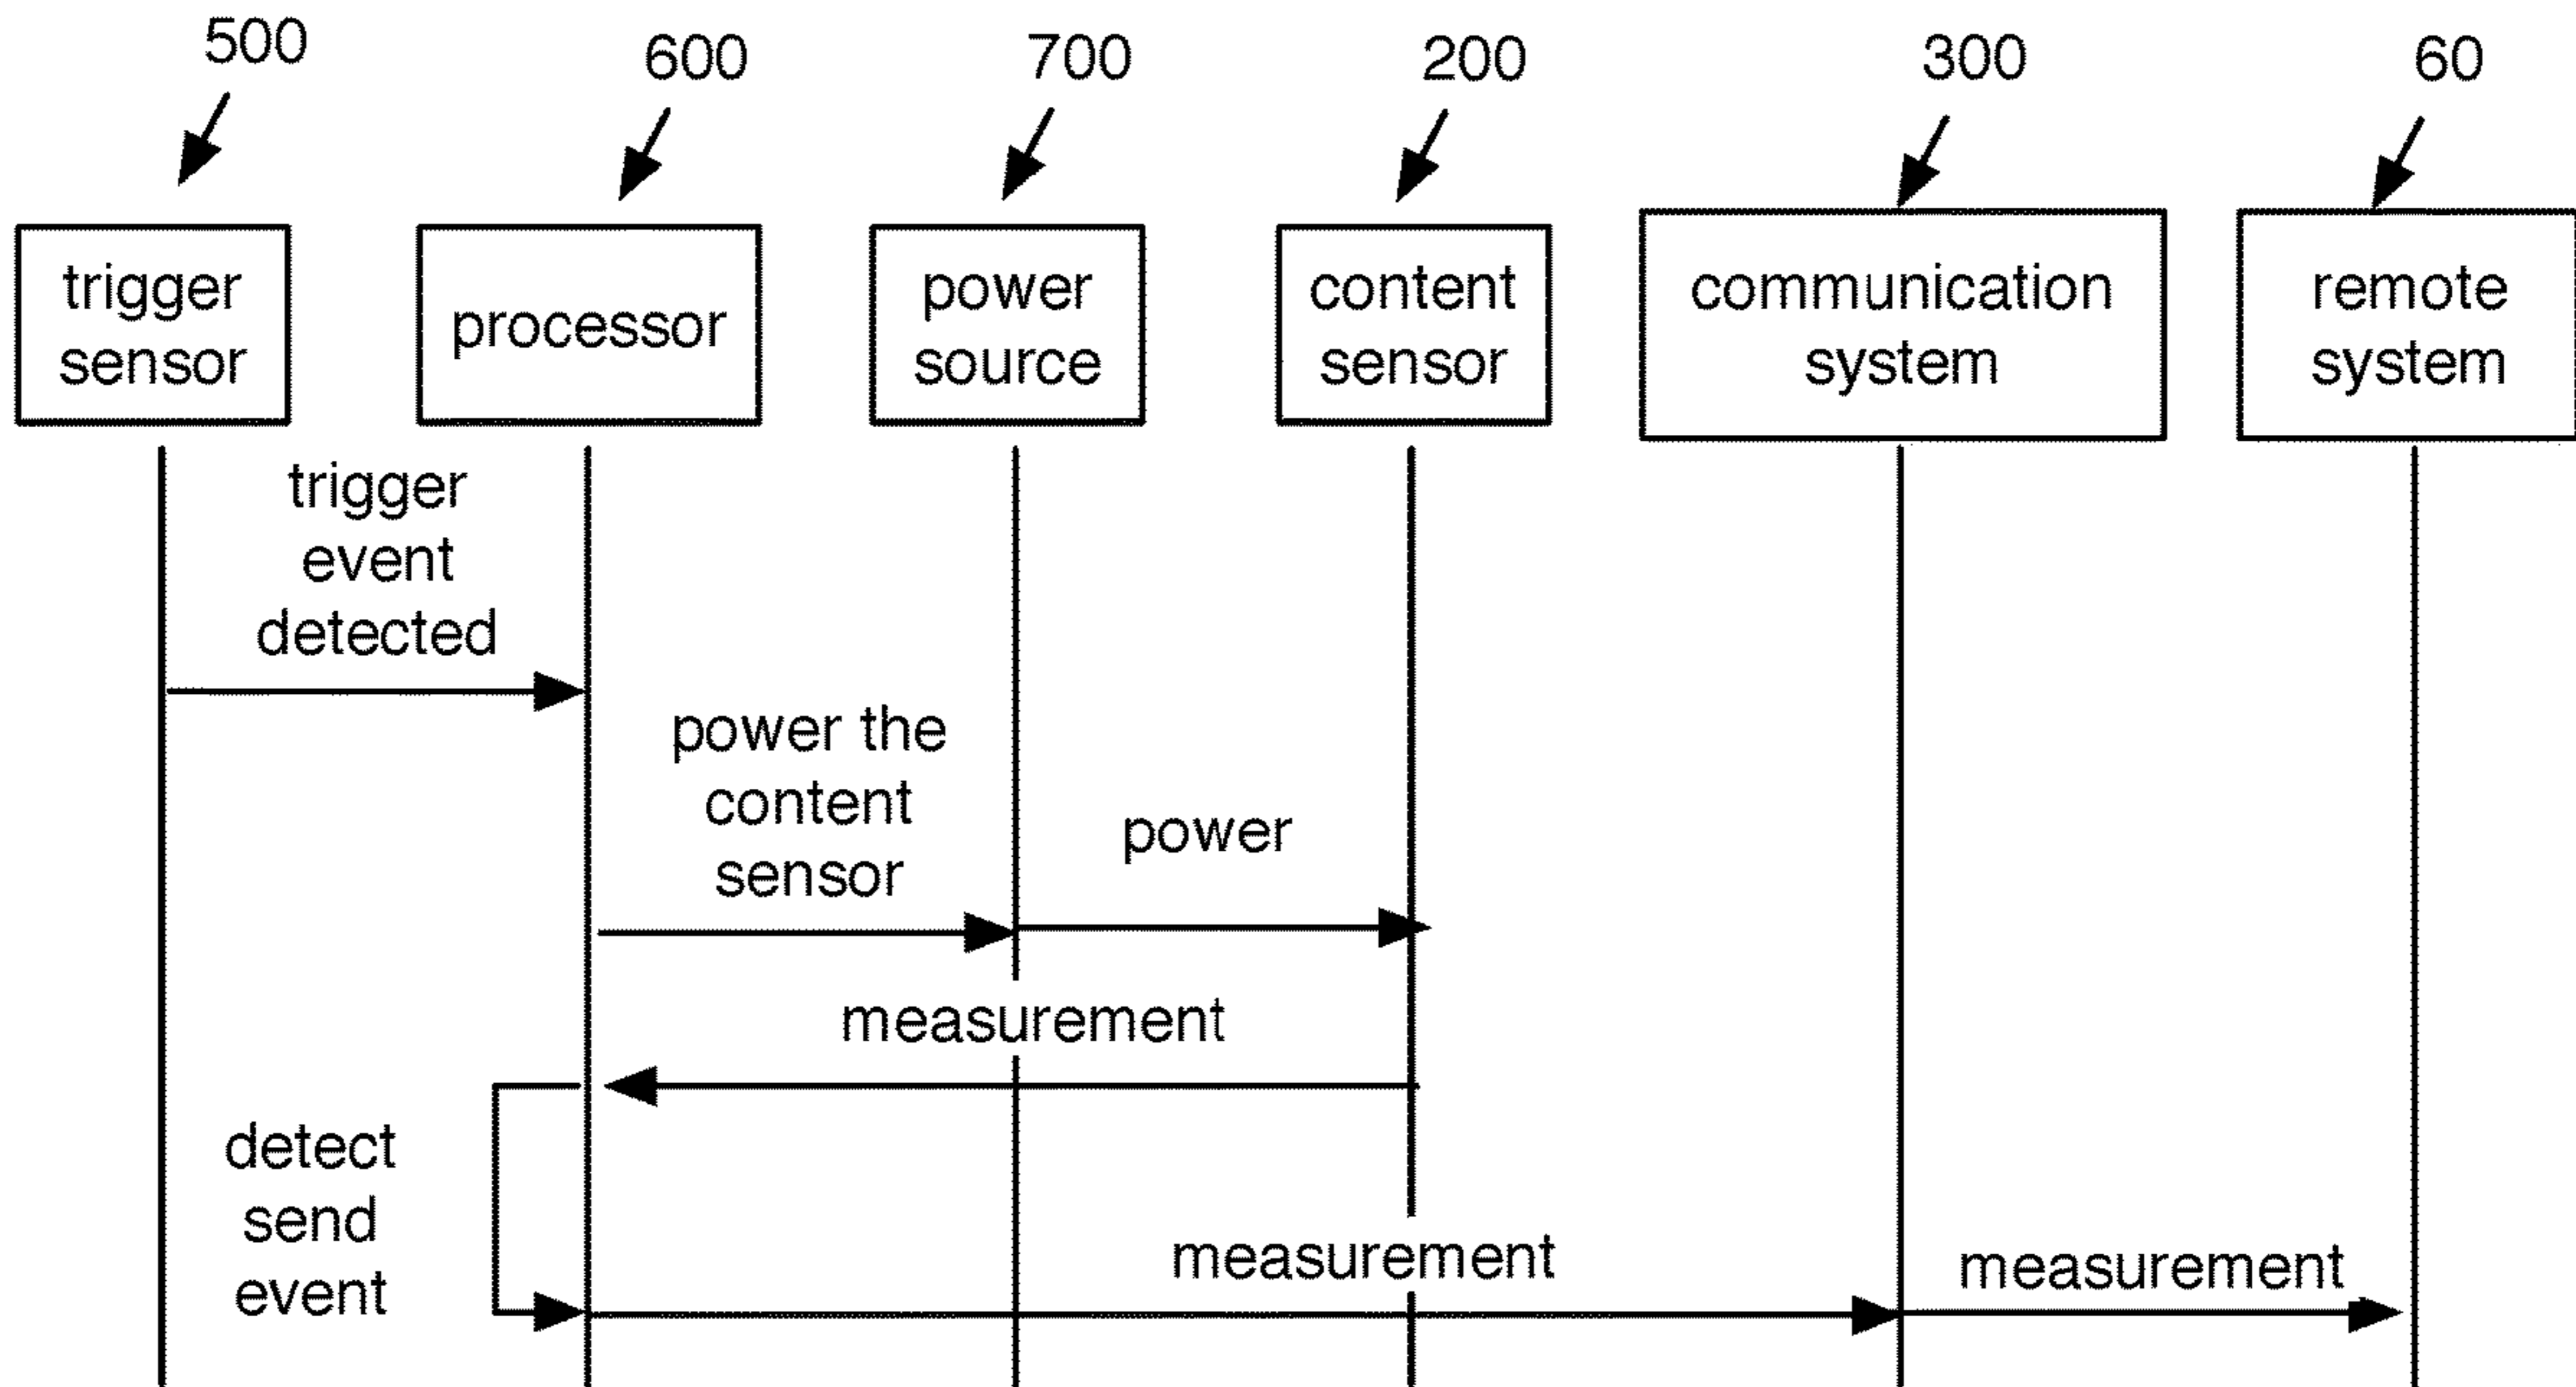 500
600
700
200
300
60
trigger
sensor
processor
power
source
content
sensor
communication
system
remote
system
trigger
event
detected
power the
content
sensor
power
measurement
detect
send
event
measurement
measurement